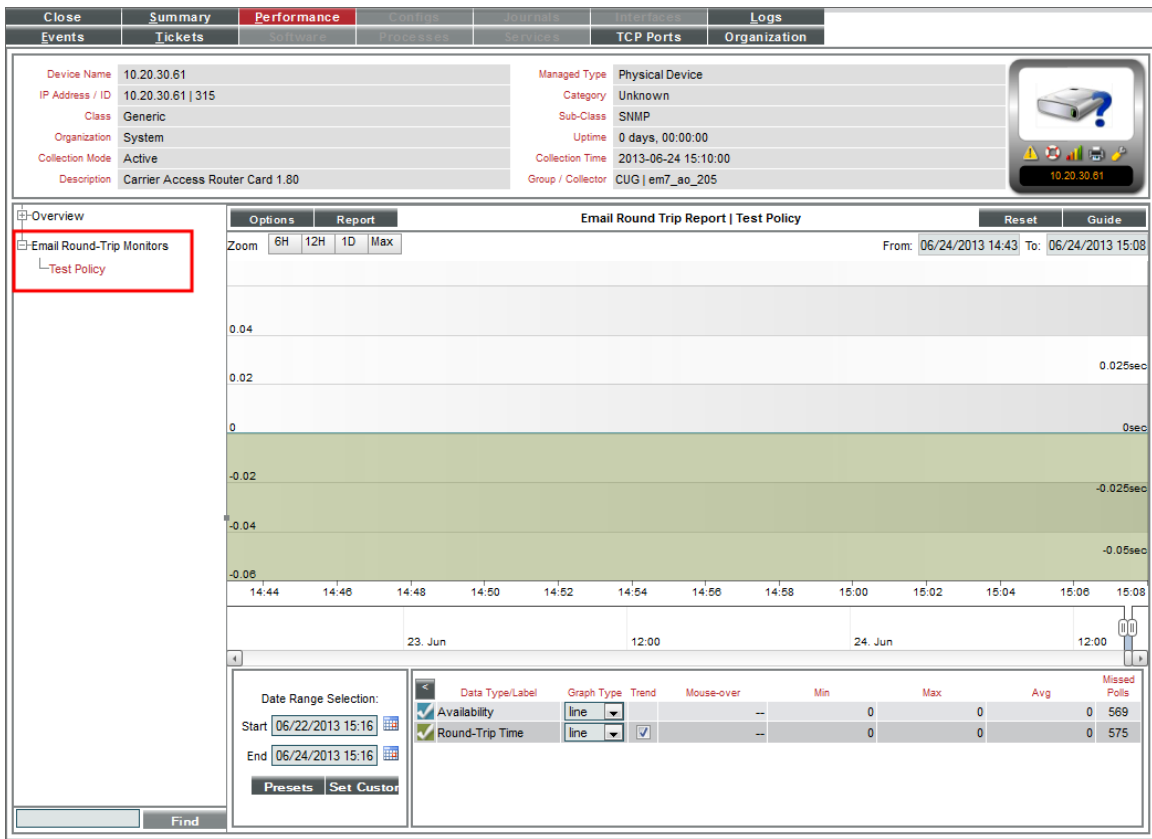 Close Summary Performance Configs Journals Interfaces Logs
Events Tickets Software Processes Services TCP Ports Organization
Device Name 10.20.30.61 Managed Type Physical Device
IP Address / ID 10.20.30.61 | 315 Category Unknown
Class Generic Sub-Class SNMP
Organization System Uptime 0 days, 00:00:00
Collection Mode Active Collection Time 2013-06-24 15:10:00
Description Carrier Access Router Card 1.80 Group / Collector CUG | em7_ao_205
10.20.30.61
Overview
Email Round-Trip Monitors
Test Policy
Find
Options Report Email Round Trip Report | Test Policy Reset Guide
Zoom 6H 12H 1D Max From: 06/24/2013 14:43 To: 06/24/2013 15:08
0.04
0.025sec
0.02
0 0sec
-0.02
-0.025sec
-0.04
-0.05sec
-0.06
14:44 14:46 14:48 14:50 14:52 14:54 14:56 14:58 15:00 15:02 15:04 15:06 15:08
23. Jun 12:00 24. Jun 12:00
Date Range Selection:
Start 06/22/2013 15:16
End 06/24/2013 15:16
Presets Set Custor
< Data Type/Label Graph Type Trend Mouse-over Min Max Avg Missed Polls
Availability line -- 0 0 0 569
Round-Trip Time line -- 0 0 0 575